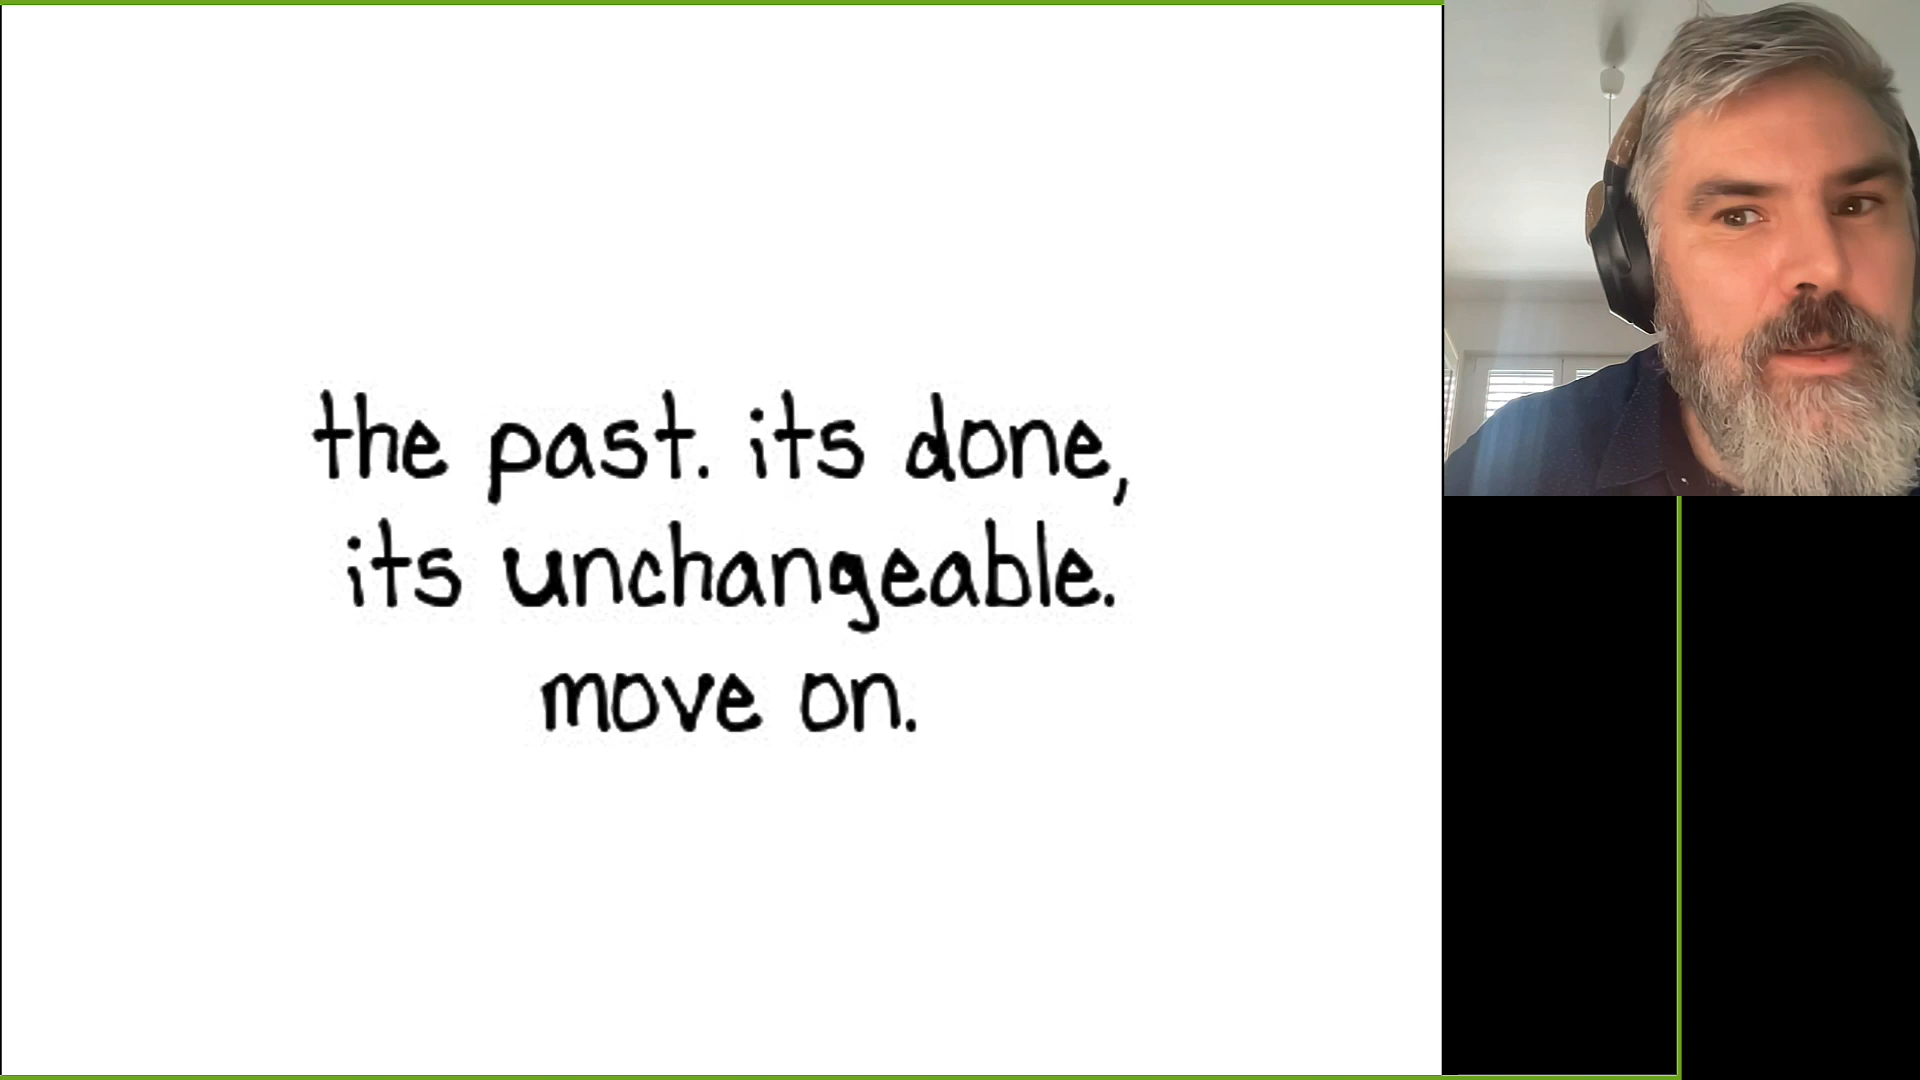 the past. its done,
its unchangeable.
move on.